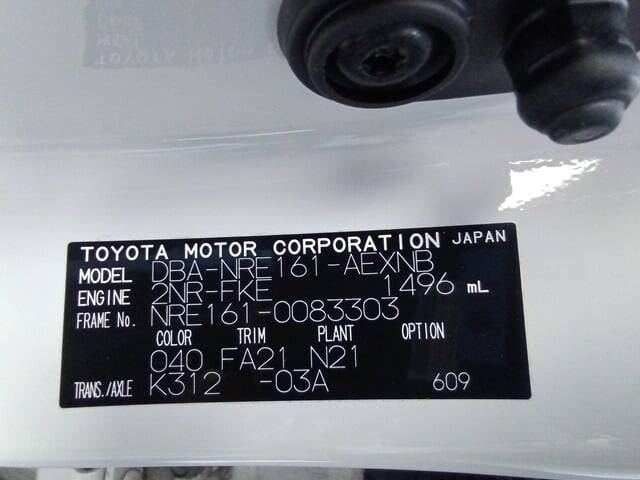 TOYOTA MOTOR CORPORATION JAPAN
MODEL DBA-NRE161-AEXNB
ENGINE 2NR-FKE 1496 mL
FRAME No. NRE161-0083303
COLOR TRIM PLANT OPTION
040 FA21 N21
TRANS./AXLE K312 -03A 609